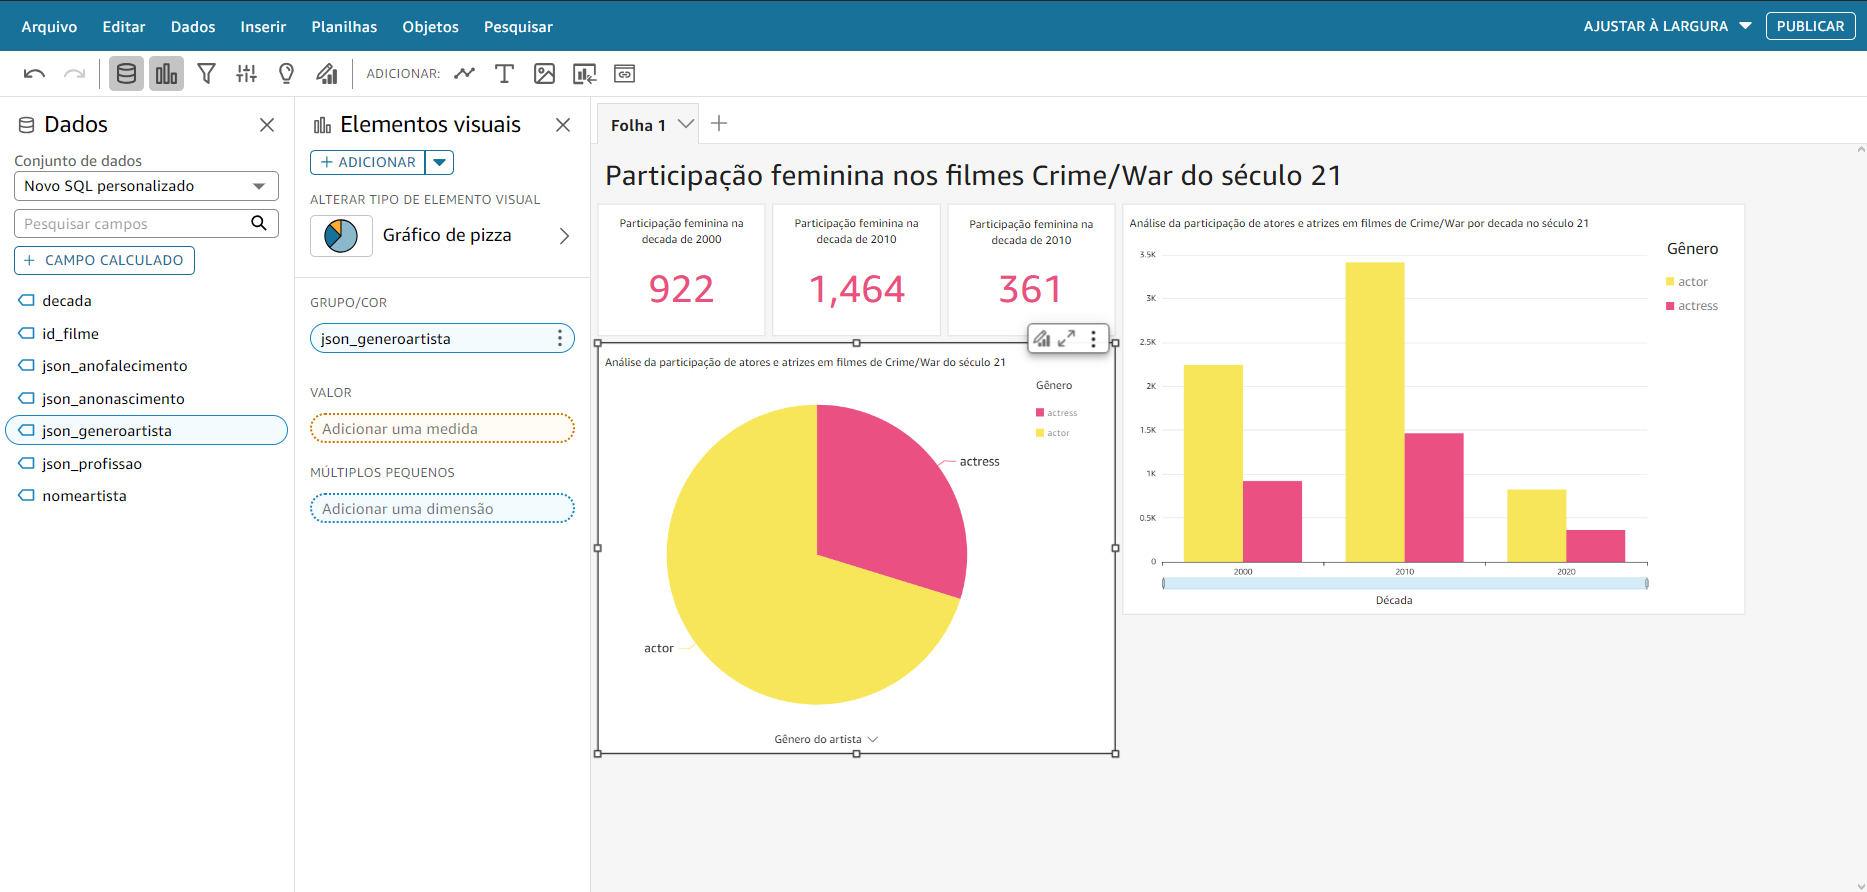 Arquivo Editar Dados Inserir Planilhas Objetos Pesquisar AJUSTAR À LARGURA PUBLICAR
ADICIONAR:
Dados
Conjunto de dados
Novo SQL personalizado
Pesquisar campos
+ CAMPO CALCULADO
decada
id_filme
json_anofalecimento
json_anonascimento
json_generoartista
json_profissao
nomeartista
Elementos visuais
+ ADICIONAR
ALTERAR TIPO DE ELEMENTO VISUAL
Gráfico de pizza
GRUPO/COR
json_generoartista
VALOR
Adicionar uma medida
MÚLTIPLOS PEQUENOS
Adicionar uma dimensão
Folha 1
Participação feminina nos filmes Crime/War do século 21
Participação feminina na
decada de 2000
922
Participação feminina na
decada de 2010
1,464
Participação feminina na
decada de 2010
361
Análise da participação de atores e atrizes em filmes de Crime/War do século 21
Gênero
actress
actor
actress
actor
Gênero do artista
Análise da participação de atores e atrizes em filmes de Crime/War por decada no século 21
Gênero
actor
actress
3.5K
3K
2.5K
2K
1.5K
1K
0.5K
0
2000 2010 2020
Década